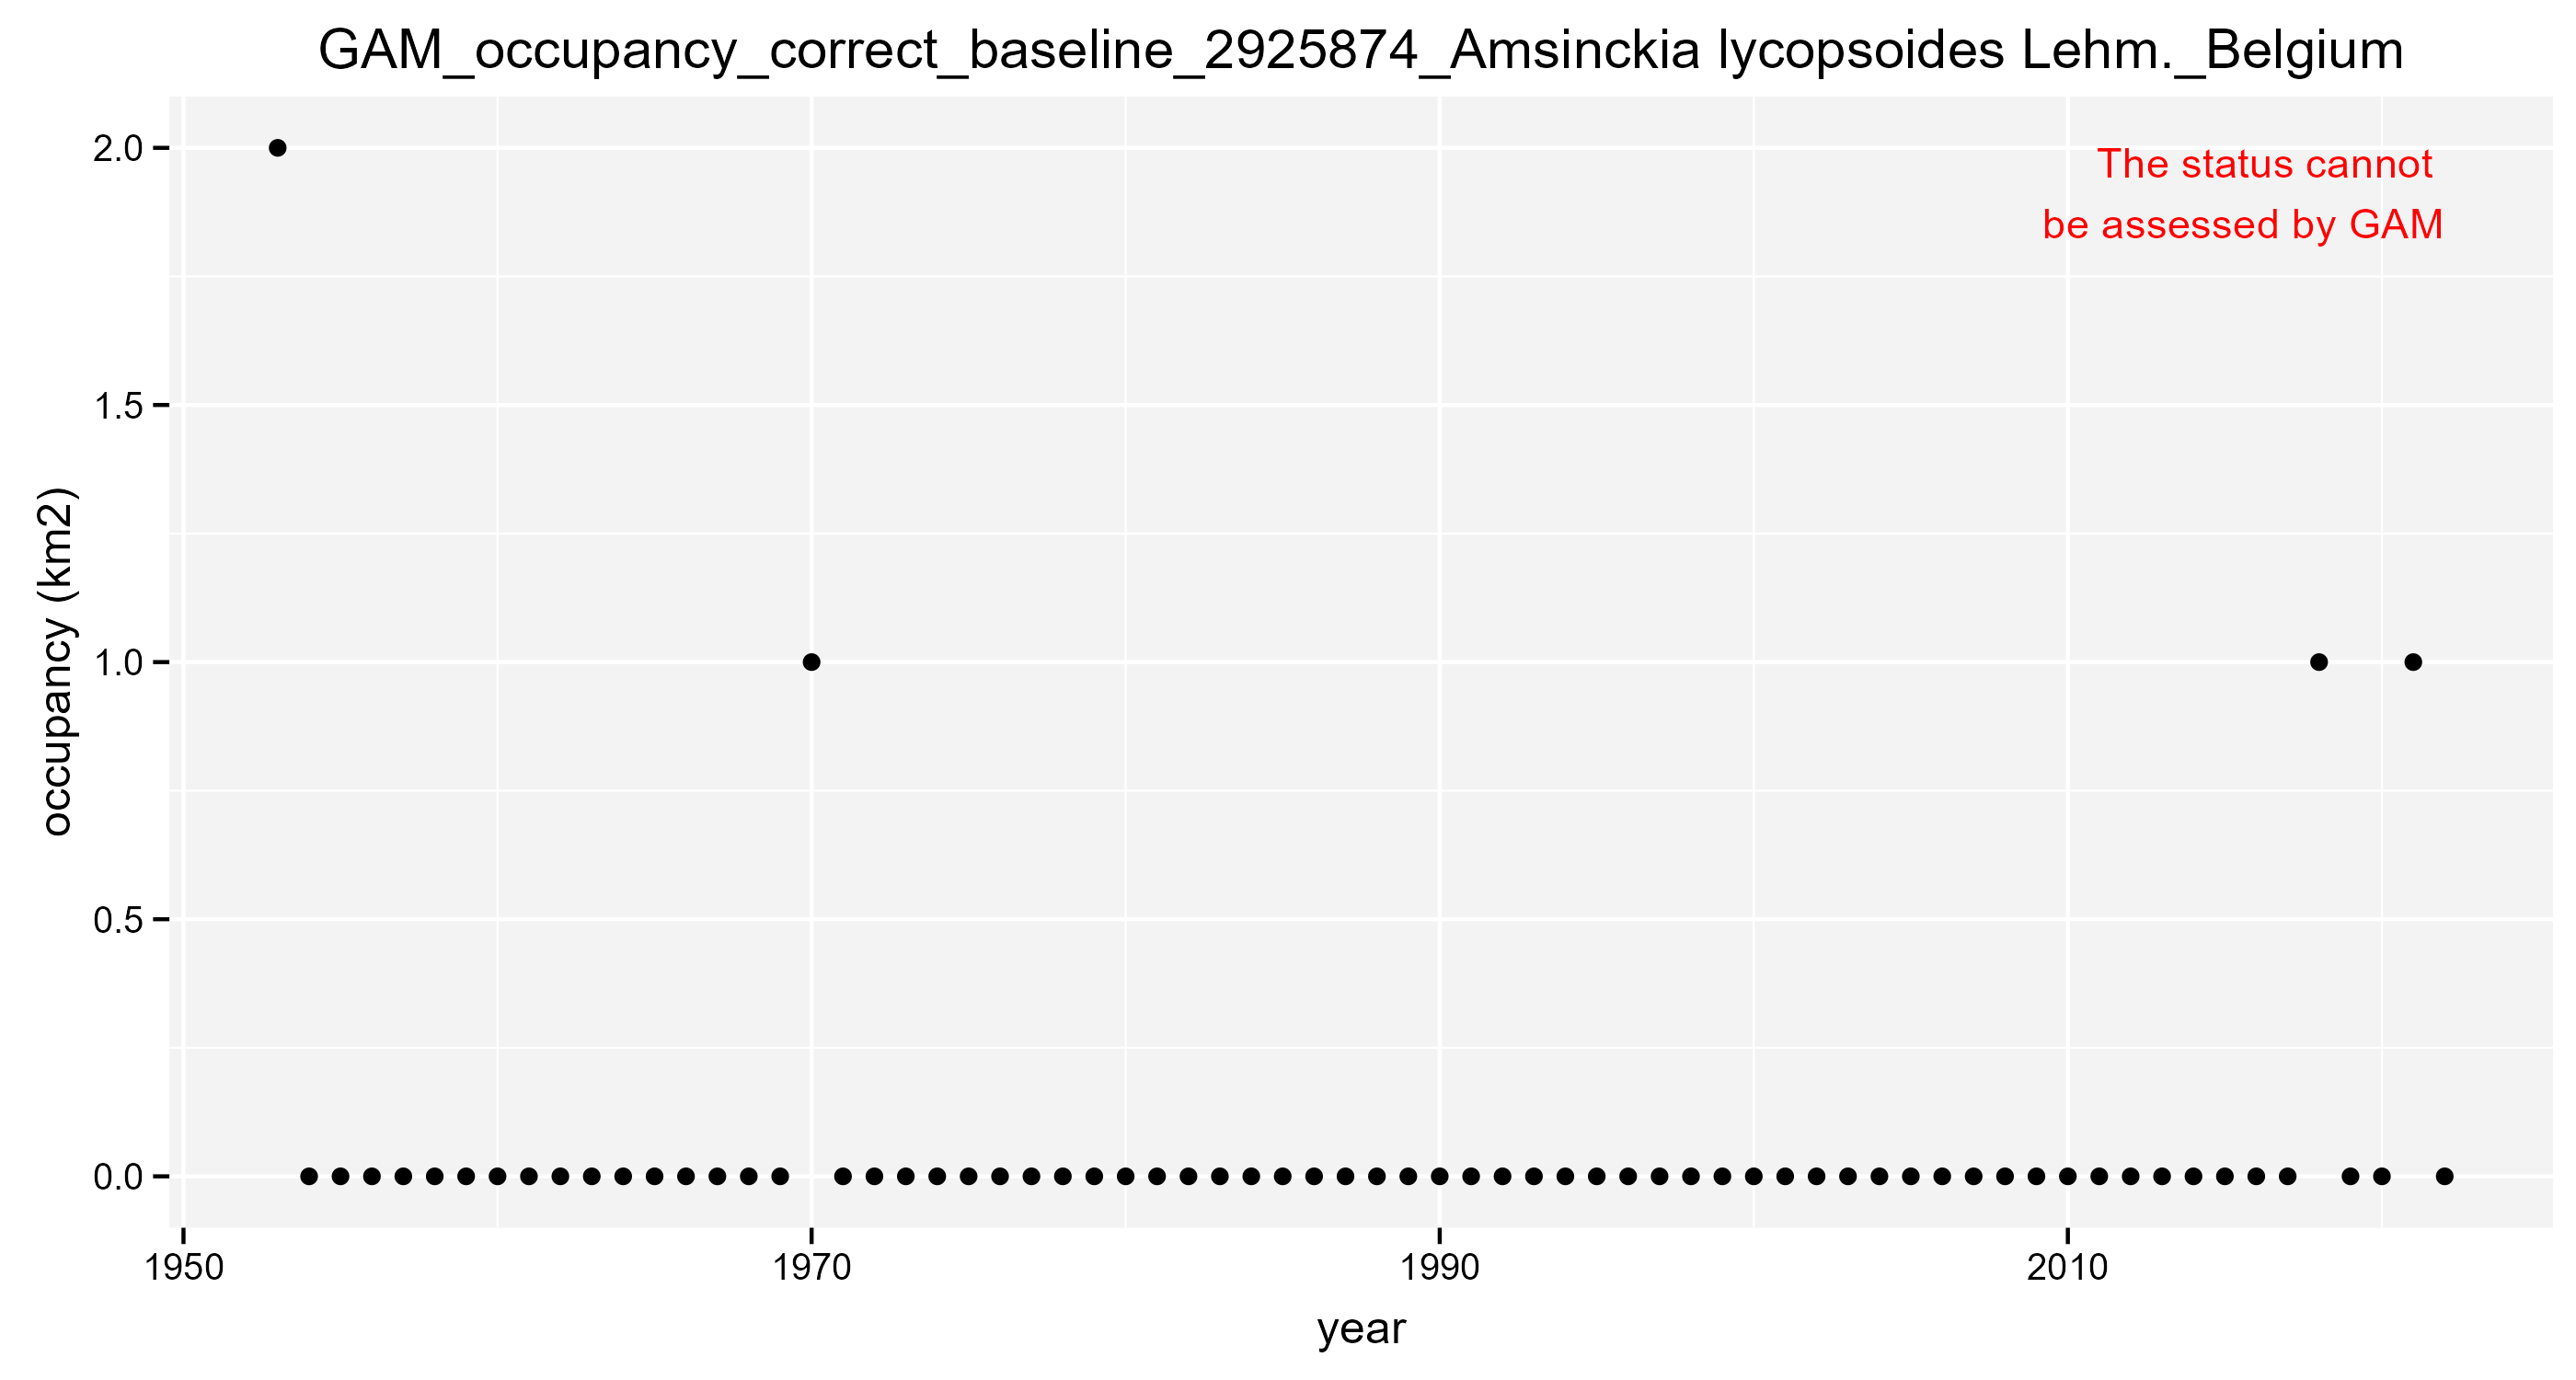 GAM_occupancy_correct_baseline_2925874_Amsinckia lycopsoides Lehm._Belgium
2.0
The status cannot
be assessed by GAM
1.5
occupancy (km2)
1.0
0.5
0.0
1950 1970 1990 2010
year